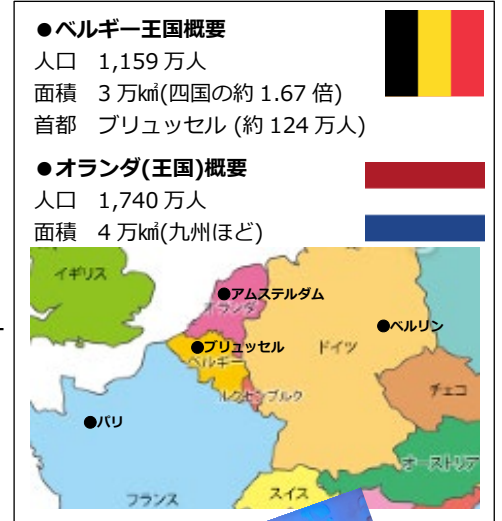 ●ベルギー王国概要
人口 1,159 万人
面積 3 万㎢(四国の約 1.67 倍)
首都 ブリュッセル (約 124 万人)
●オランダ(王国)概要
人口 1,740 万人
面積 4 万㎢(九州ほど)
イギリス
●アムステルダム
オランダ
●ベルリン
●ブリュッセル
ベルギー
ドイツ
ルクセンブルク
チェコ
●パリ
オーストリア
スイス
フランス